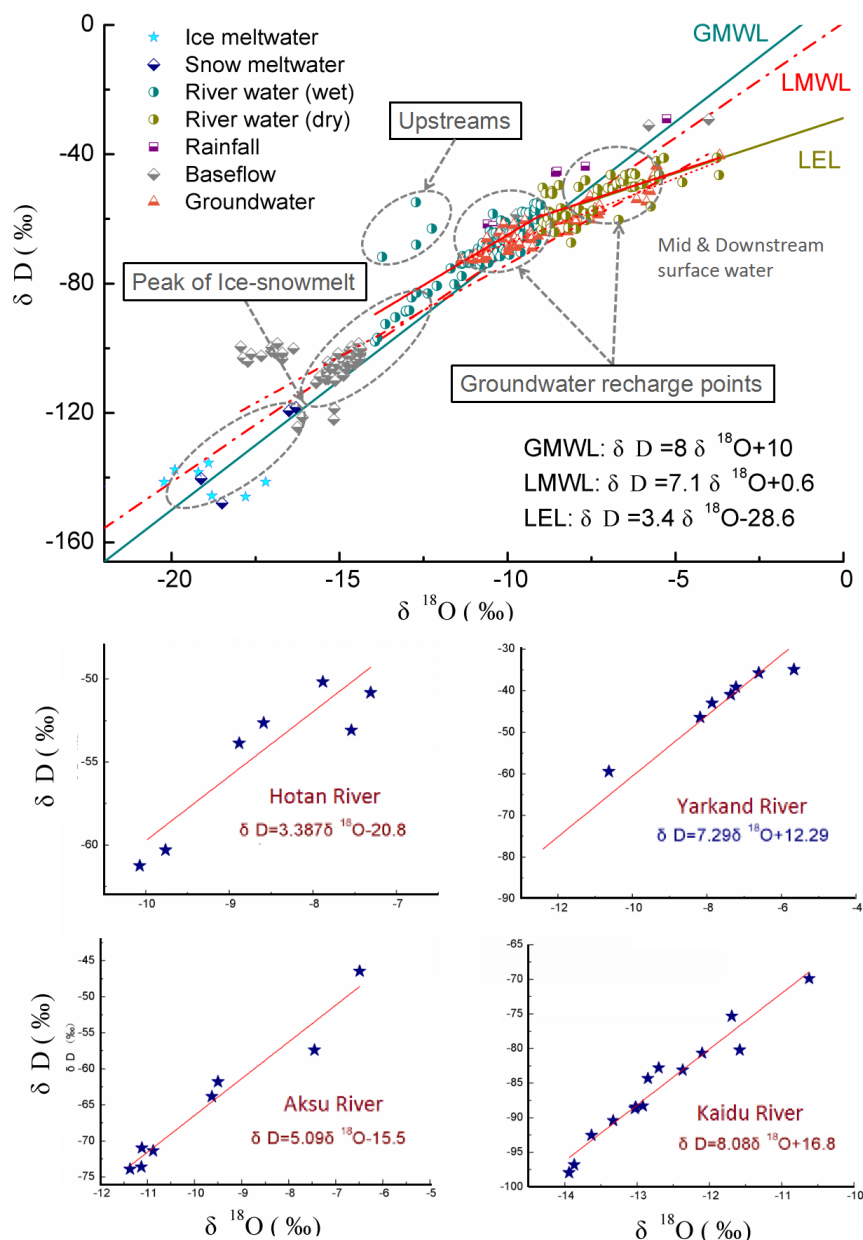 0
-40
-80
-120
-160
-20
-15
-10
-5
0
δ D ( ‰)
δ ¹⁸O ( ‰)
Ice meltwater
Snow meltwater
River water (wet)
River water (dry)
Rainfall
Baseflow
Groundwater
GMWL
LMWL
LEL
Upstreams
Peak of Ice-snowmelt
Mid & Downstream
surface water
Groundwater recharge points
GMWL: δ D =8 δ ¹⁸O+10
LMWL: δ D =7.1 δ ¹⁸O+0.6
LEL: δ D =3.4 δ ¹⁸O-28.6
δ D ( ‰)
-50
-55
-60
-10
-9
-8
-7
Hotan River
δ D=3.387δ ¹⁸O-20.8
-30
-40
-50
-60
-70
-80
-90
-12
-10
-8
-6
-4
Yarkand River
δ D=7.29δ ¹⁸O+12.29
δ D ( ‰)
δ D (‰)
-45
-50
-55
-60
-65
-70
-75
-12
-11
-10
-9
-8
-7
-6
-5
Aksu River
δ D=5.09δ ¹⁸O-15.5
δ ¹⁸O ( ‰)
-65
-70
-75
-80
-85
-90
-95
-100
-14
-13
-12
-11
-10
Kaidu River
δ D=8.08δ ¹⁸O+16.8
δ ¹⁸O ( ‰)